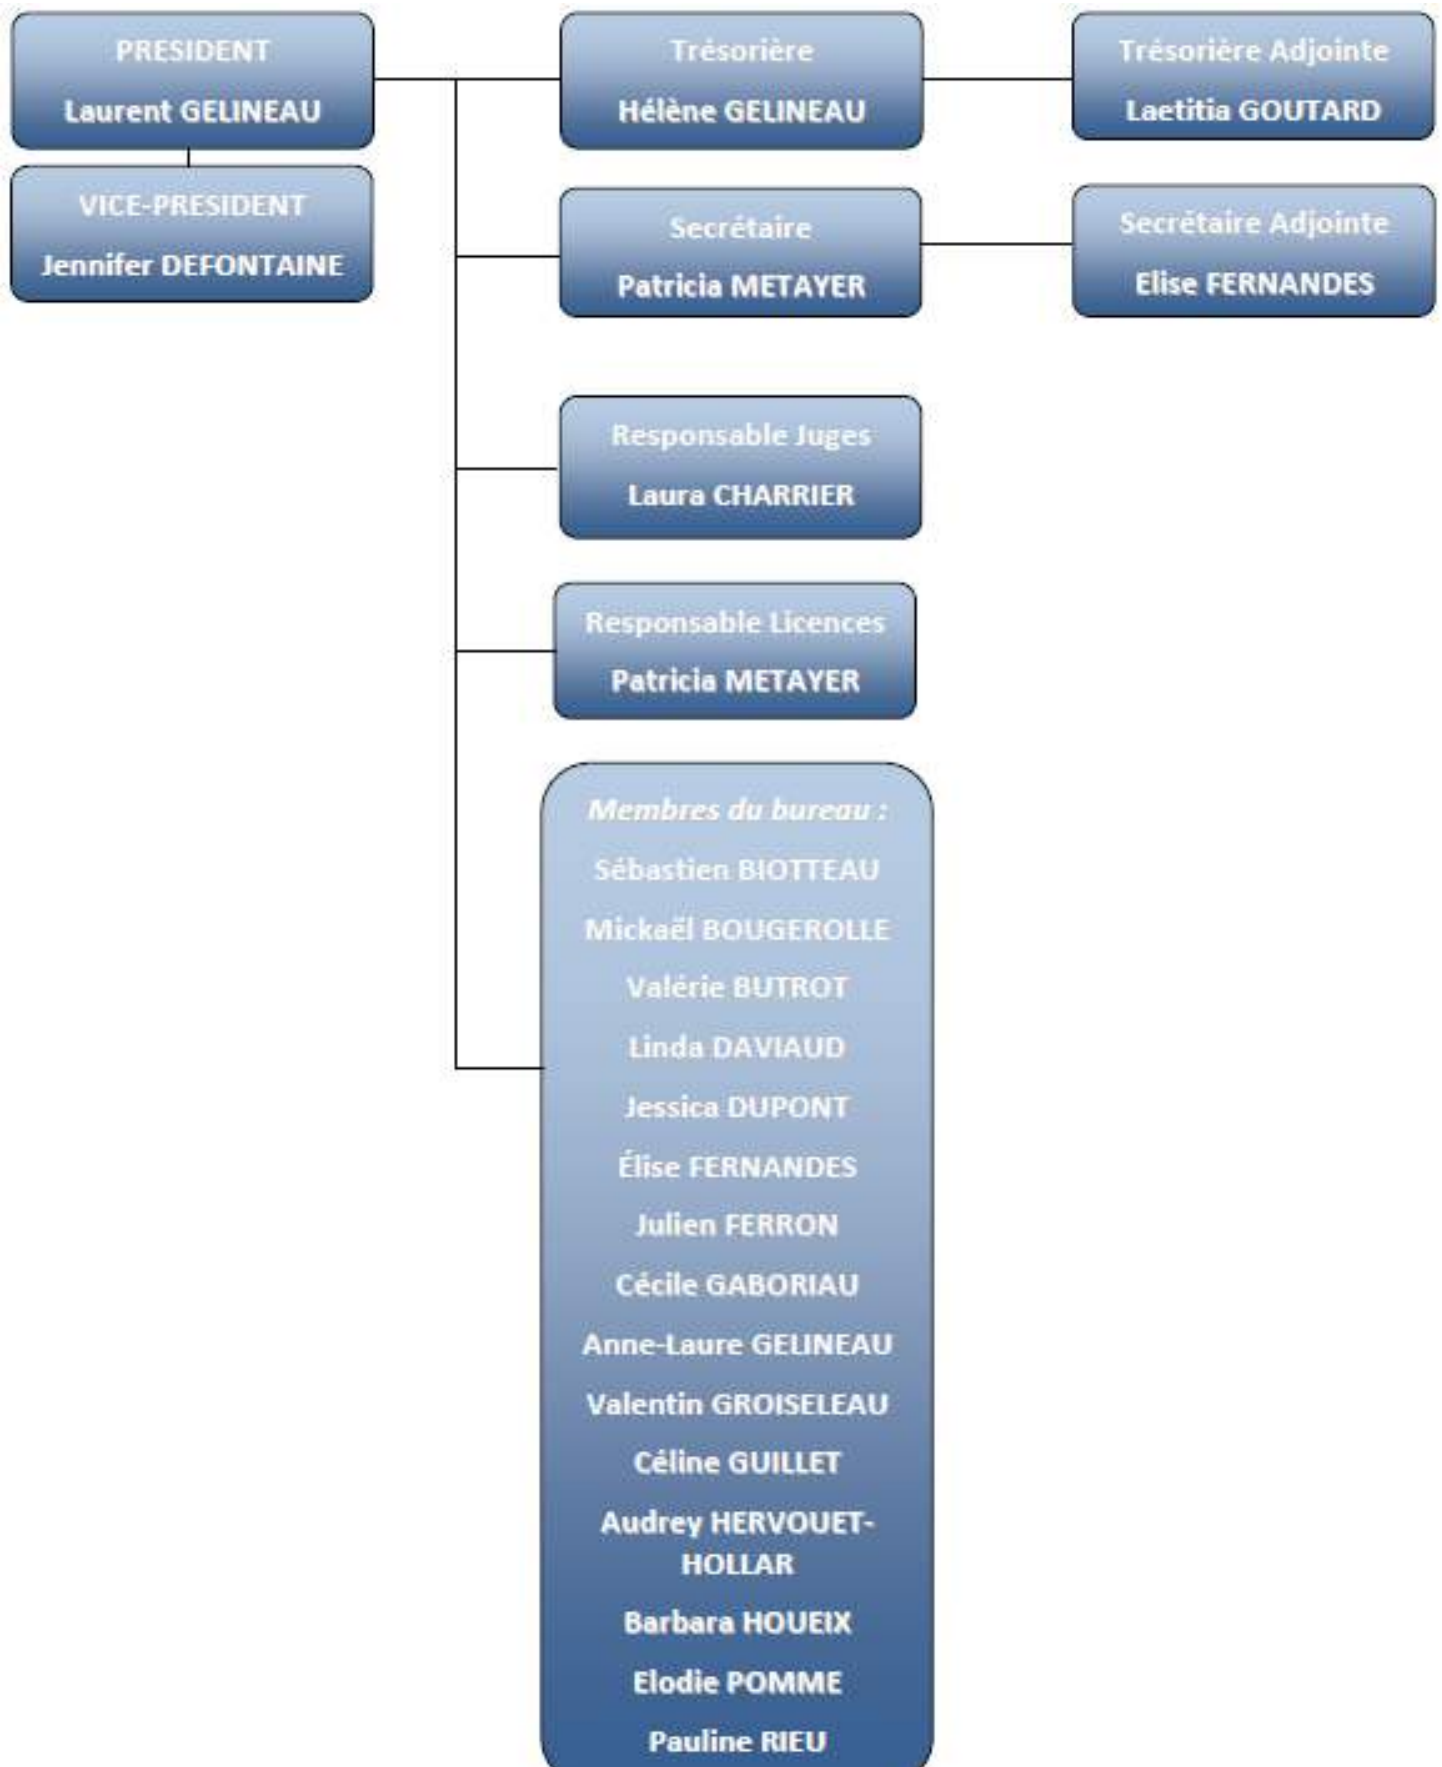 PRESIDENT
Laurent GELINEAU
VICE-PRESIDENT
Jennifer DEFONTAINE
Trésorière
Hélène GELINEAU
Trésorière Adjointe
Laetitia GOUTARD
Secrétaire
Patricia METAYER
Secrétaire Adjointe
Elise FERNANDES
Responsable Juges
Laura CHARRIER
Responsable Licences
Patricia METAYER
Membres du bureau :
Sébastien BIOTTEAU
Mickaël BOUGEROLLE
Valérie BUTROT
Linda DAVIAUD
Jessica DUPONT
Élise FERNANDES
Julien FERRON
Cécile GABORIAU
Anne-Laure GELINEAU
Valentin GROISELEAU
Céline GUILLET
Audrey HERVOUET-
HOLLAR
Barbara HOUEIX
Elodie POMME
Pauline RIEU